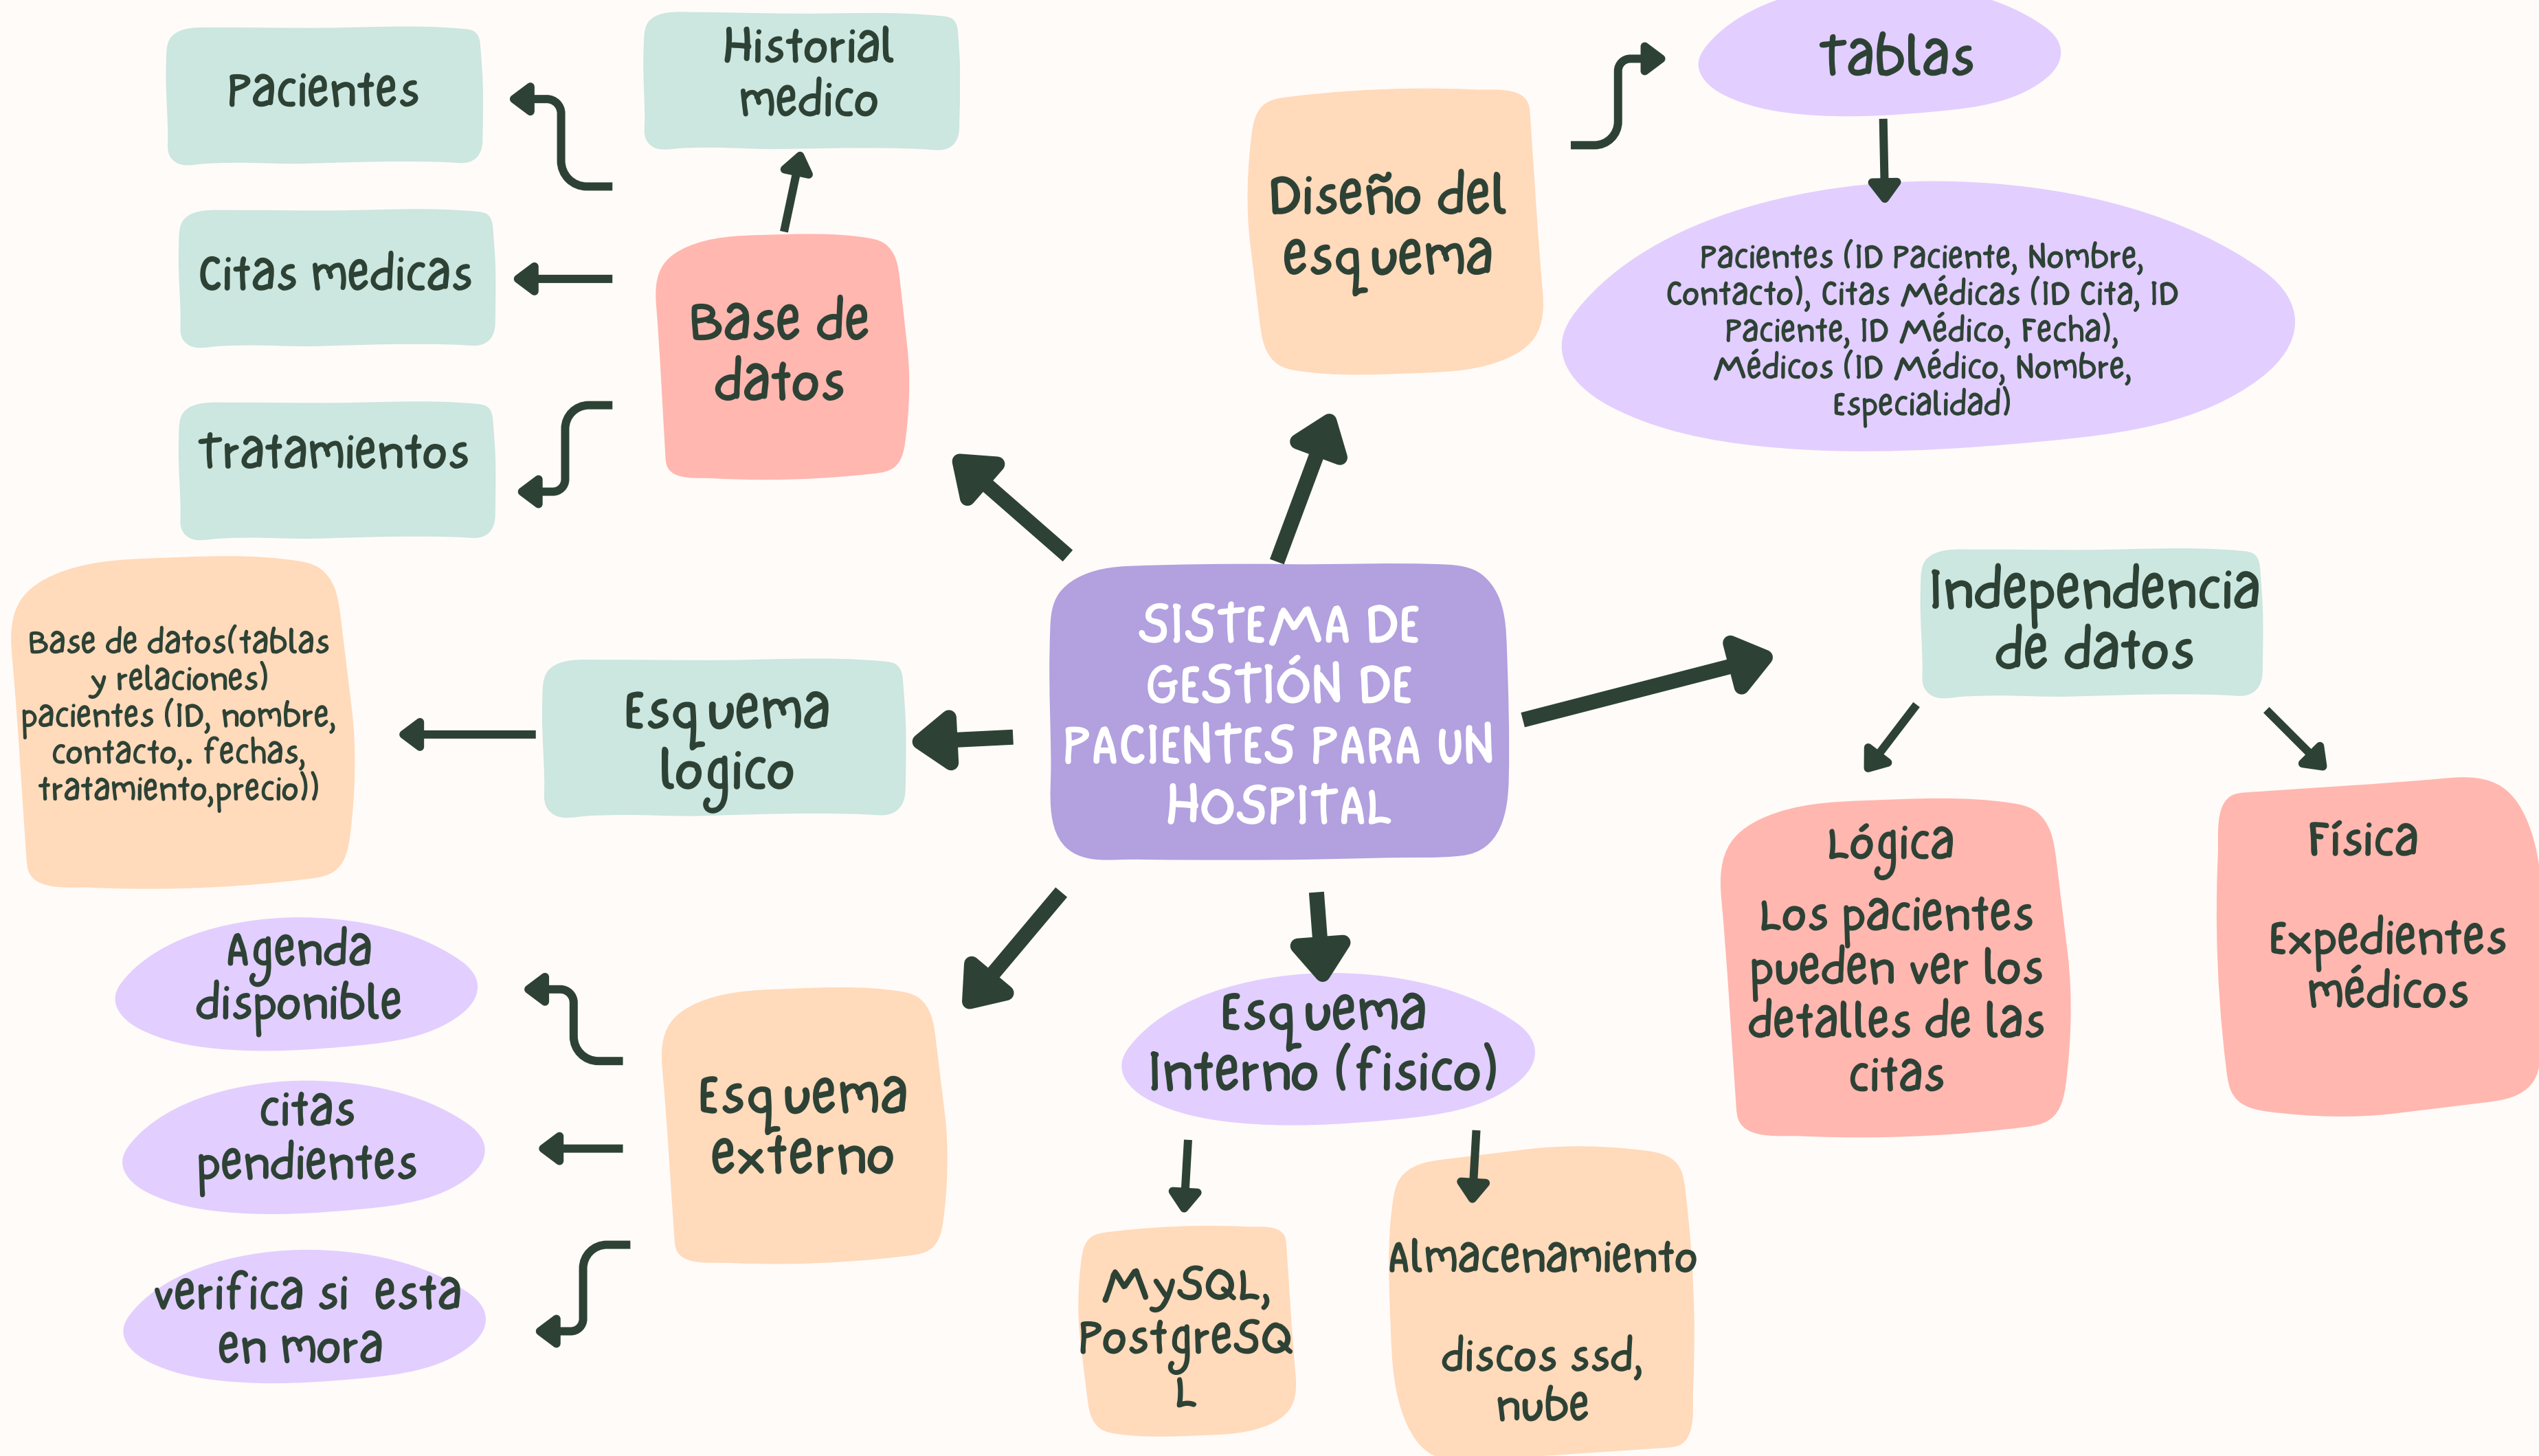 Pacientes
Historial
medico
Citas medicas
Tratamientos
Base de
datos
Diseño del
esquema
Tablas
Pacientes (ID Paciente, Nombre,
Contacto), Citas Médicas (ID Cita, ID
Paciente, ID Médico, Fecha),
Médicos (ID Médico, Nombre,
Especialidad)
SISTEMA DE
GESTIÓN DE
PACIENTES PARA UN
HOSPITAL
Independencia
de datos
Lógica
Los pacientes
pueden ver los
detalles de las
citas
Física
Expedientes
médicos
Esquema
logico
Base de datos(tablas
y relaciones)
pacientes (ID, nombre,
contacto,. fechas,
tratamiento,precio))
Esquema
externo
Agenda
disponible
citas
pendientes
verifica si  esta
en mora
Esquema
Interno (fisico)
MySQL,
PostgreSQ
L
Almacenamiento
discos ssd,
nube